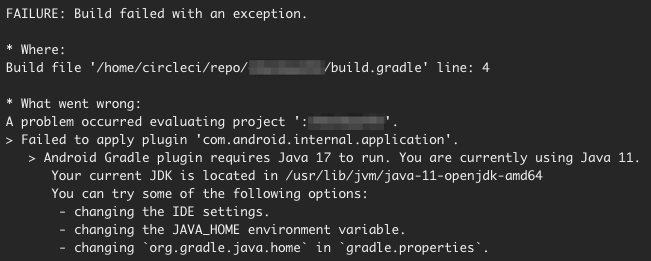 FAILURE: Build failed with an exception.
* Where:
Build file '/home/circleci/repo/ /build.gradle' line: 4
* What went wrong:
A problem occurred evaluating project ': '.
> Failed to apply plugin 'com.android.internal.application'.
> Android Gradle plugin requires Java 17 to run. You are currently using Java 11.
Your current JDK is located in /usr/lib/jvm/java-11-openjdk-amd64
You can try some of the following options:
- changing the IDE settings.
- changing the JAVA_HOME environment variable.
- changing `org.gradle.java.home` in `gradle.properties`.